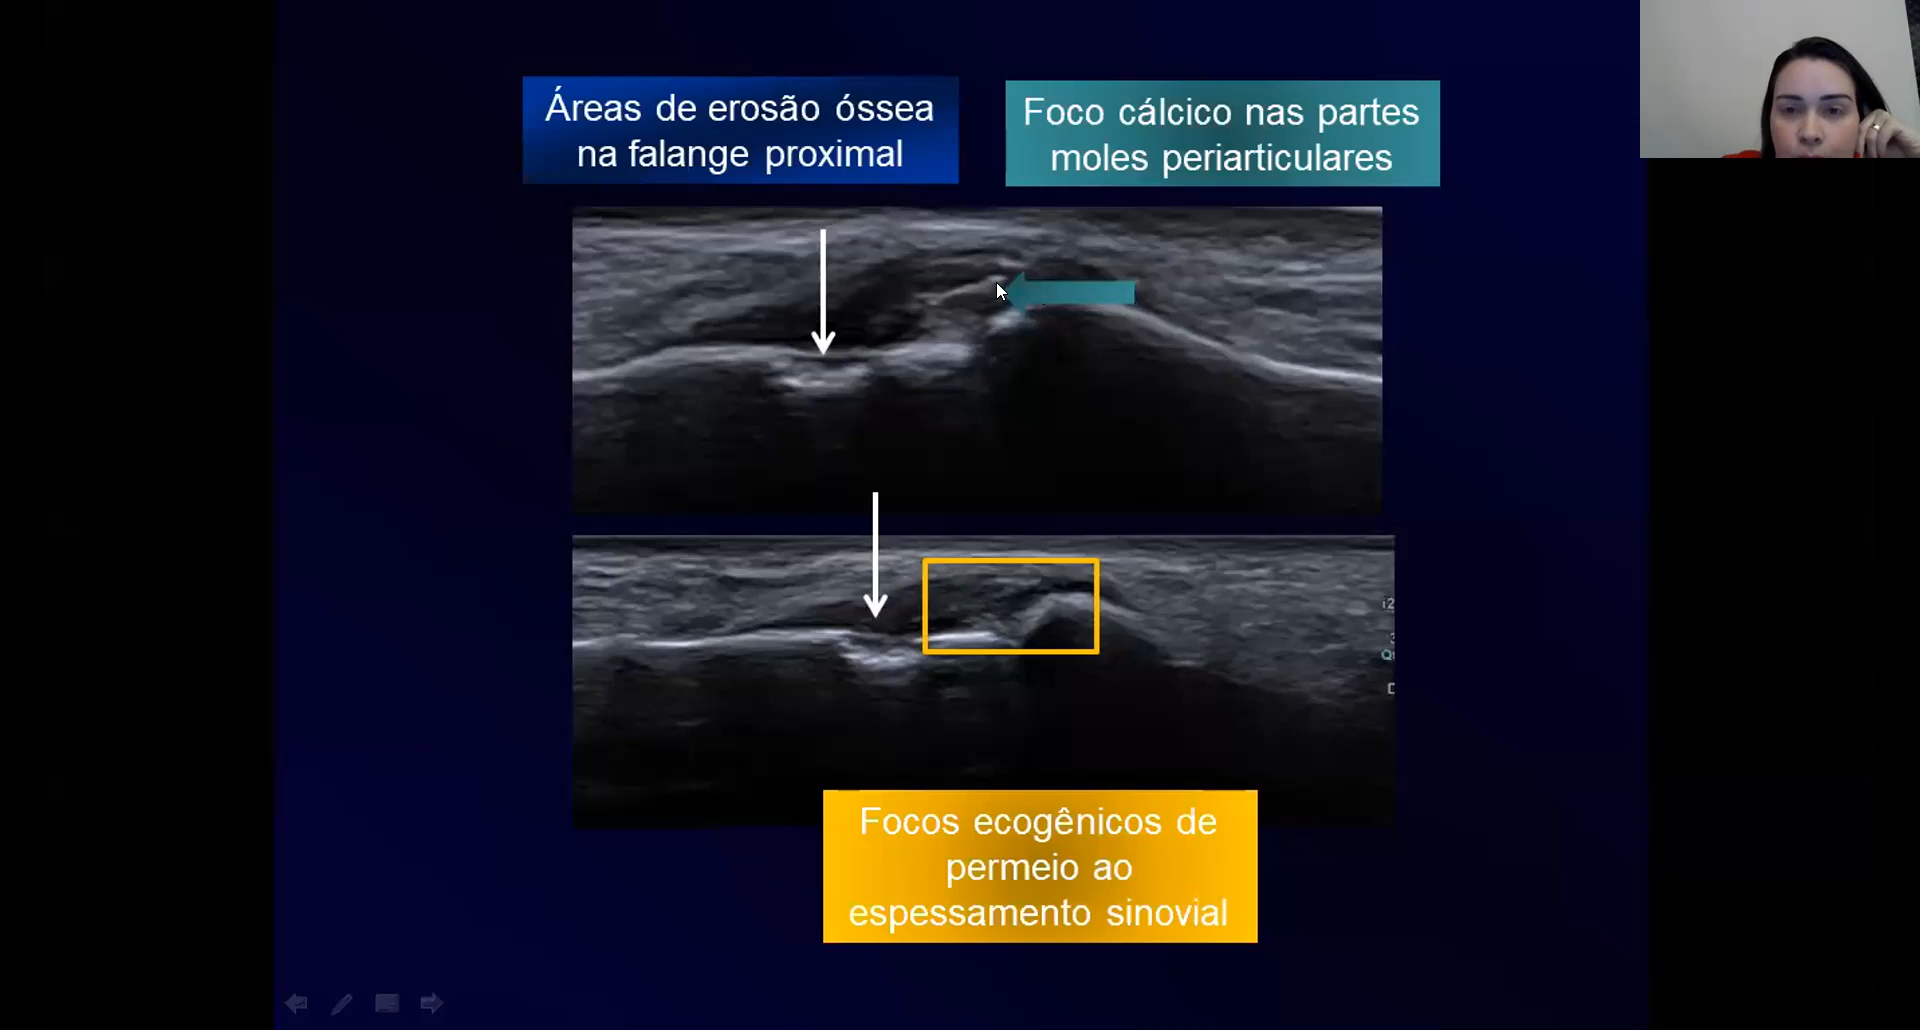 Áreas de erosão óssea
na falange proximal
Foco cálcico nas partes
moles periarticulares
Focos ecogênicos de
permeio ao
espessamento sinovial